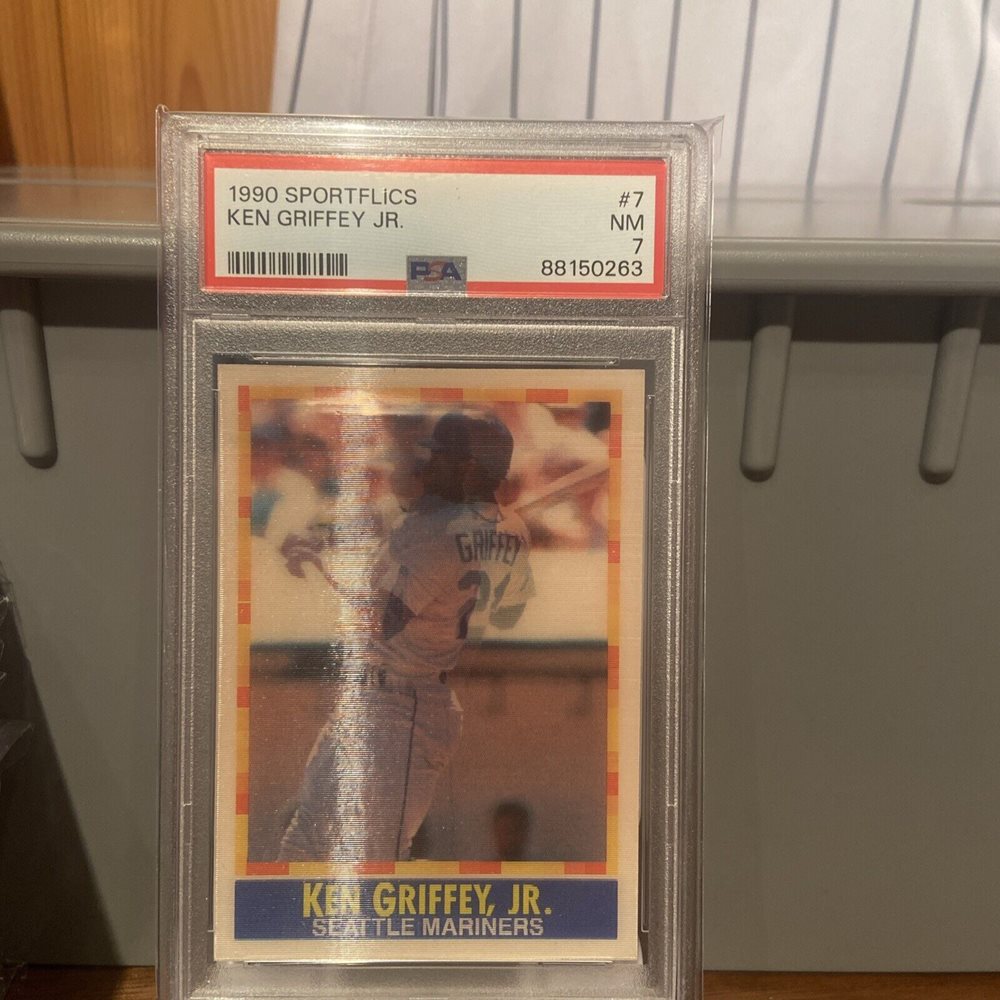 1990 SPORTFLiCS #7
KEN GRIFFEY JR. NM
7
PSA 88150263
GRIFFEY
KEN GRIFFEY, JR.
SEATTLE MARINERS